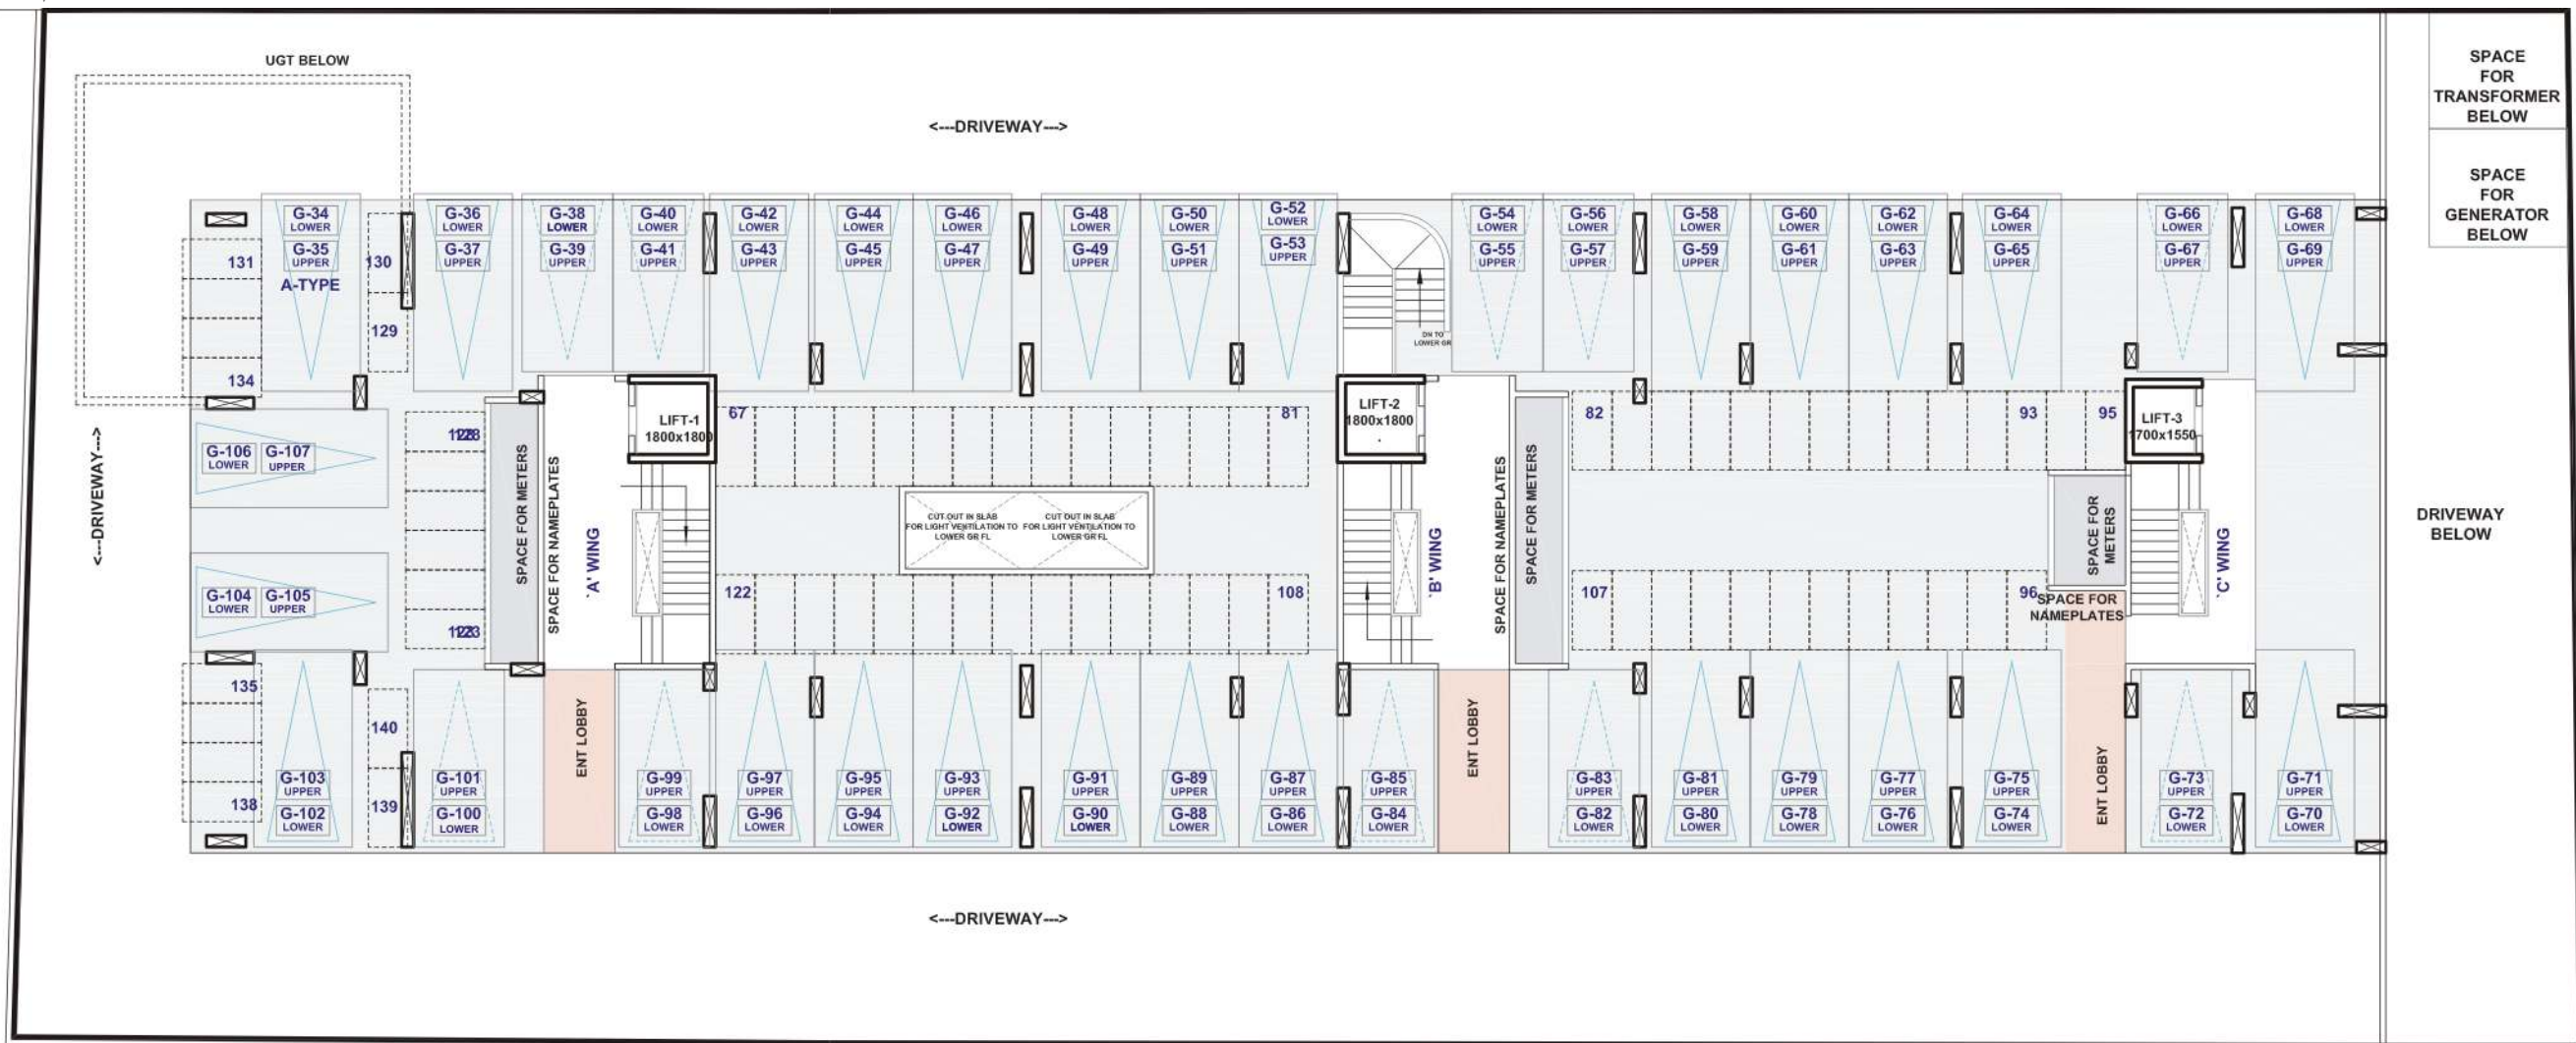 UGT BELOW
<---DRIVEWAY--->
SPACE
FOR
TRANSFORMER
BELOW
SPACE
FOR
GENERATOR
BELOW
G-34
LOWER
G-35
UPPER
A-TYPE
G-36
LOWER
G-37
UPPER
G-38
LOWER
G-39
UPPER
G-40
LOWER
G-41
UPPER
G-42
LOWER
G-43
UPPER
G-44
LOWER
G-45
UPPER
G-46
LOWER
G-47
UPPER
G-48
LOWER
G-49
UPPER
G-50
LOWER
G-51
UPPER
G-52
LOWER
G-53
UPPER
G-54
LOWER
G-55
UPPER
G-56
LOWER
G-57
UPPER
G-58
LOWER
G-59
UPPER
G-60
LOWER
G-61
UPPER
G-62
LOWER
G-63
UPPER
G-64
LOWER
G-65
UPPER
G-66
LOWER
G-67
UPPER
G-68
LOWER
G-69
UPPER
131
130
129
134
DN TO
LOWER GR
<---DRIVEWAY--->
G-106
LOWER
G-107
UPPER
128
SPACE FOR METERS
SPACE FOR NAMEPLATES
'A' WING
LIFT-1
1800x1800
67
81
LIFT-2
1800x1800
82
93
95
LIFT-3
1700x1550
CUT OUT IN SLAB
FOR LIGHT VENTILATION TO
LOWER GR FL
CUT OUT IN SLAB
FOR LIGHT VENTILATION TO
LOWER GR FL
'B' WING
SPACE FOR NAMEPLATES
SPACE FOR METERS
SPACE FOR
METERS
'C' WING
DRIVEWAY
BELOW
G-104
LOWER
G-105
UPPER
123
122
108
107
96
SPACE FOR
NAMEPLATES
135
138
140
139
ENT LOBBY
ENT LOBBY
ENT LOBBY
G-103
UPPER
G-102
LOWER
G-101
UPPER
G-100
LOWER
G-99
UPPER
G-98
LOWER
G-97
UPPER
G-96
LOWER
G-95
UPPER
G-94
LOWER
G-93
UPPER
G-92
LOWER
G-91
UPPER
G-90
LOWER
G-89
UPPER
G-88
LOWER
G-87
UPPER
G-86
LOWER
G-85
UPPER
G-84
LOWER
G-83
UPPER
G-82
LOWER
G-81
UPPER
G-80
LOWER
G-79
UPPER
G-78
LOWER
G-77
UPPER
G-76
LOWER
G-75
UPPER
G-74
LOWER
G-73
UPPER
G-72
LOWER
G-71
UPPER
G-70
LOWER
<---DRIVEWAY--->